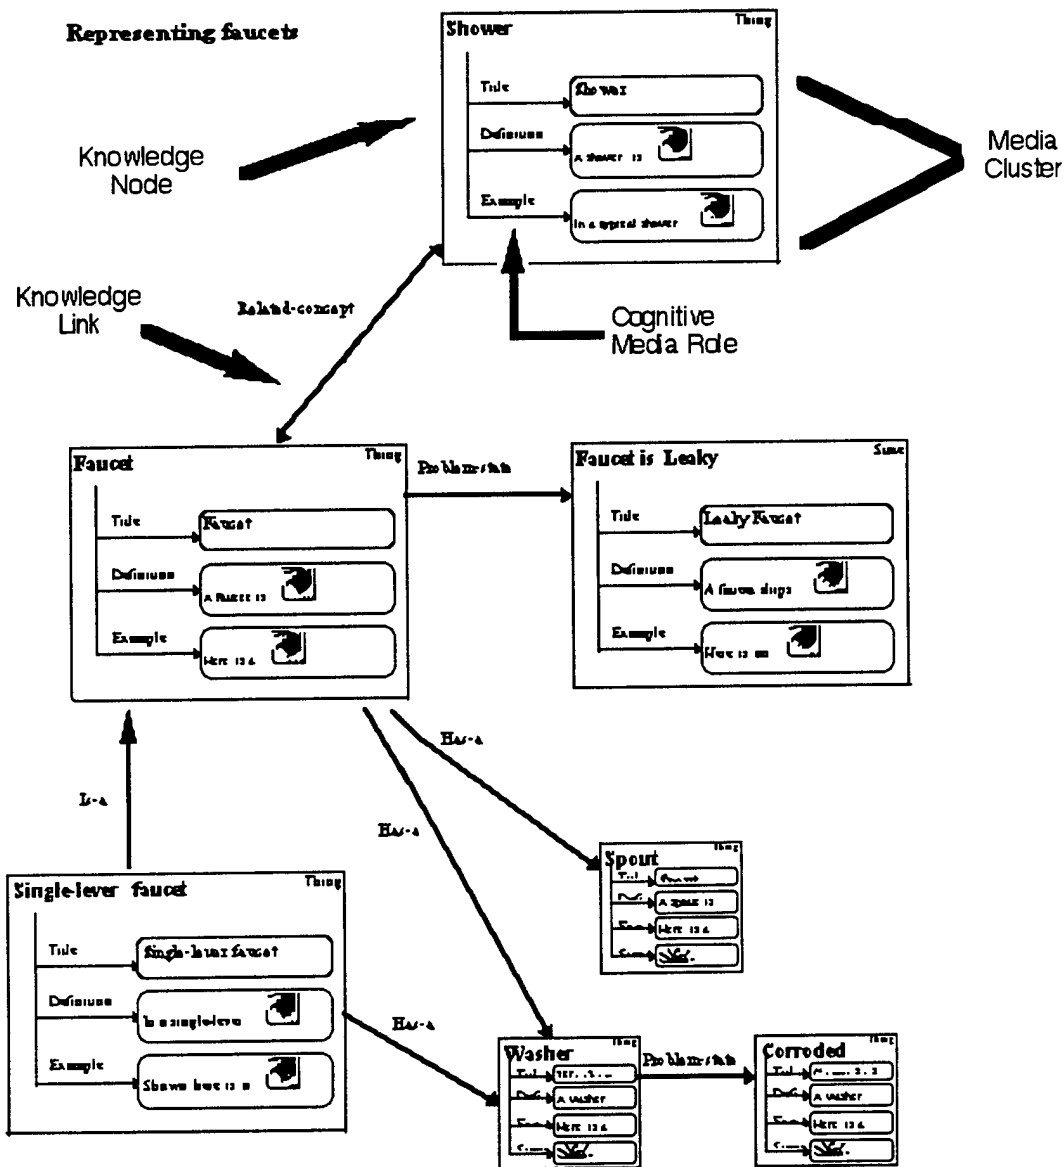 Representing faucets
Shower
Thing
Title
Shower
Definition
A shower is
Example
In a typical shower
Knowledge
Node
Media
Cluster
Knowledge
Link
Related-concept
Cognitive
Media Role
Faucet
Thing
Title
Faucet
Definition
A faucet is
Example
Here is a
Problem-state
Faucet is Leaky
State
Title
Leaky Faucet
Definition
A faucet drips
Example
Here is an
Is-a
Has-a
Has-a
Spout
Thing
A spout is
Here is a
Single-lever faucet
Thing
Title
Single-lever faucet
Definition
In a single-lever
Example
Shown here is a
Has-a
Washer
Thing
A washer
Here is a
Problem-state
Corroded
Thing
A washer
Here is a